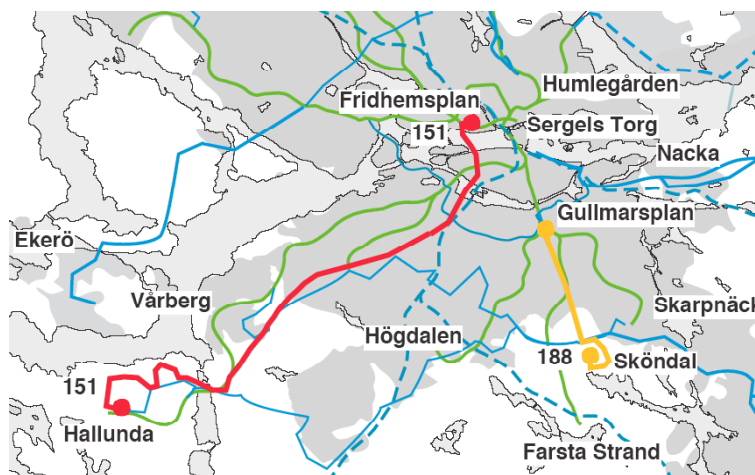 Humlegården
Fridhemsplan
151
Sergels Torg
Nacka
Gullmarsplan
Ekerö
Vårberg
Skarpnäck
Högdalen
188
Sköndal
151
Hallunda
Farsta Strand